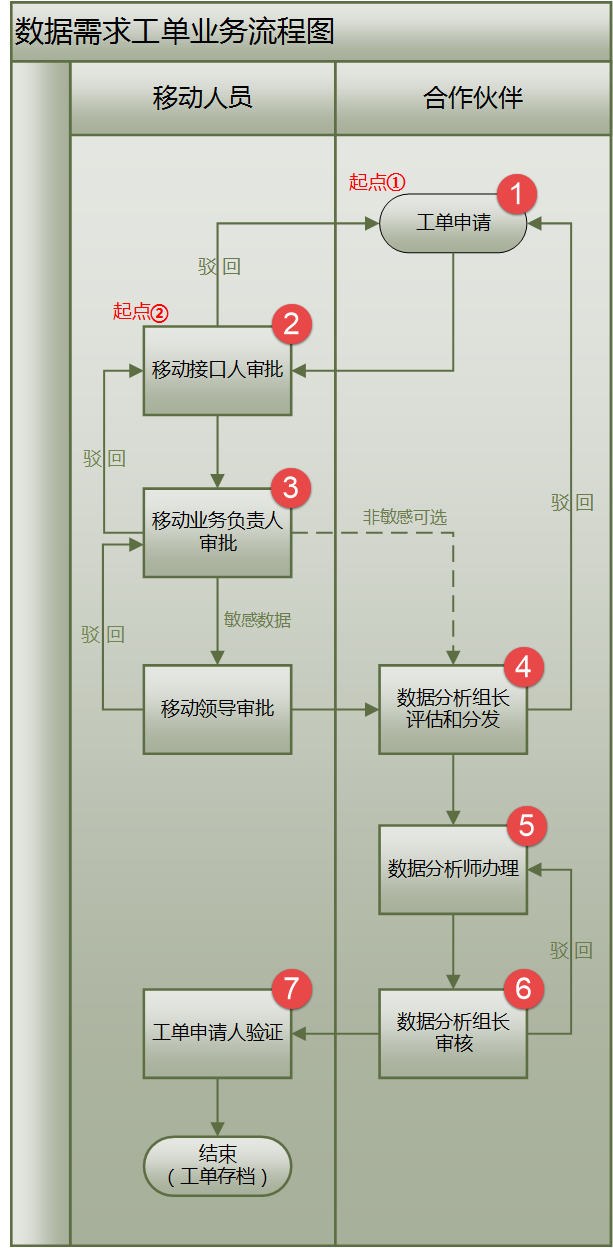 数据需求工单业务流程图
移动人员
合作伙伴
起点①
1
工单申请
驳 回
起点②
2
移动接口人审批
驳 回
3
移动业务负责人
审批
非敏感可选
驳 回
驳 回
敏感数据
4
移动领导审批
数据分析组长
评估和分发
5
数据分析师办理
驳 回
7
6
工单申请人验证
数据分析组长
审核
结束
（工单存档）